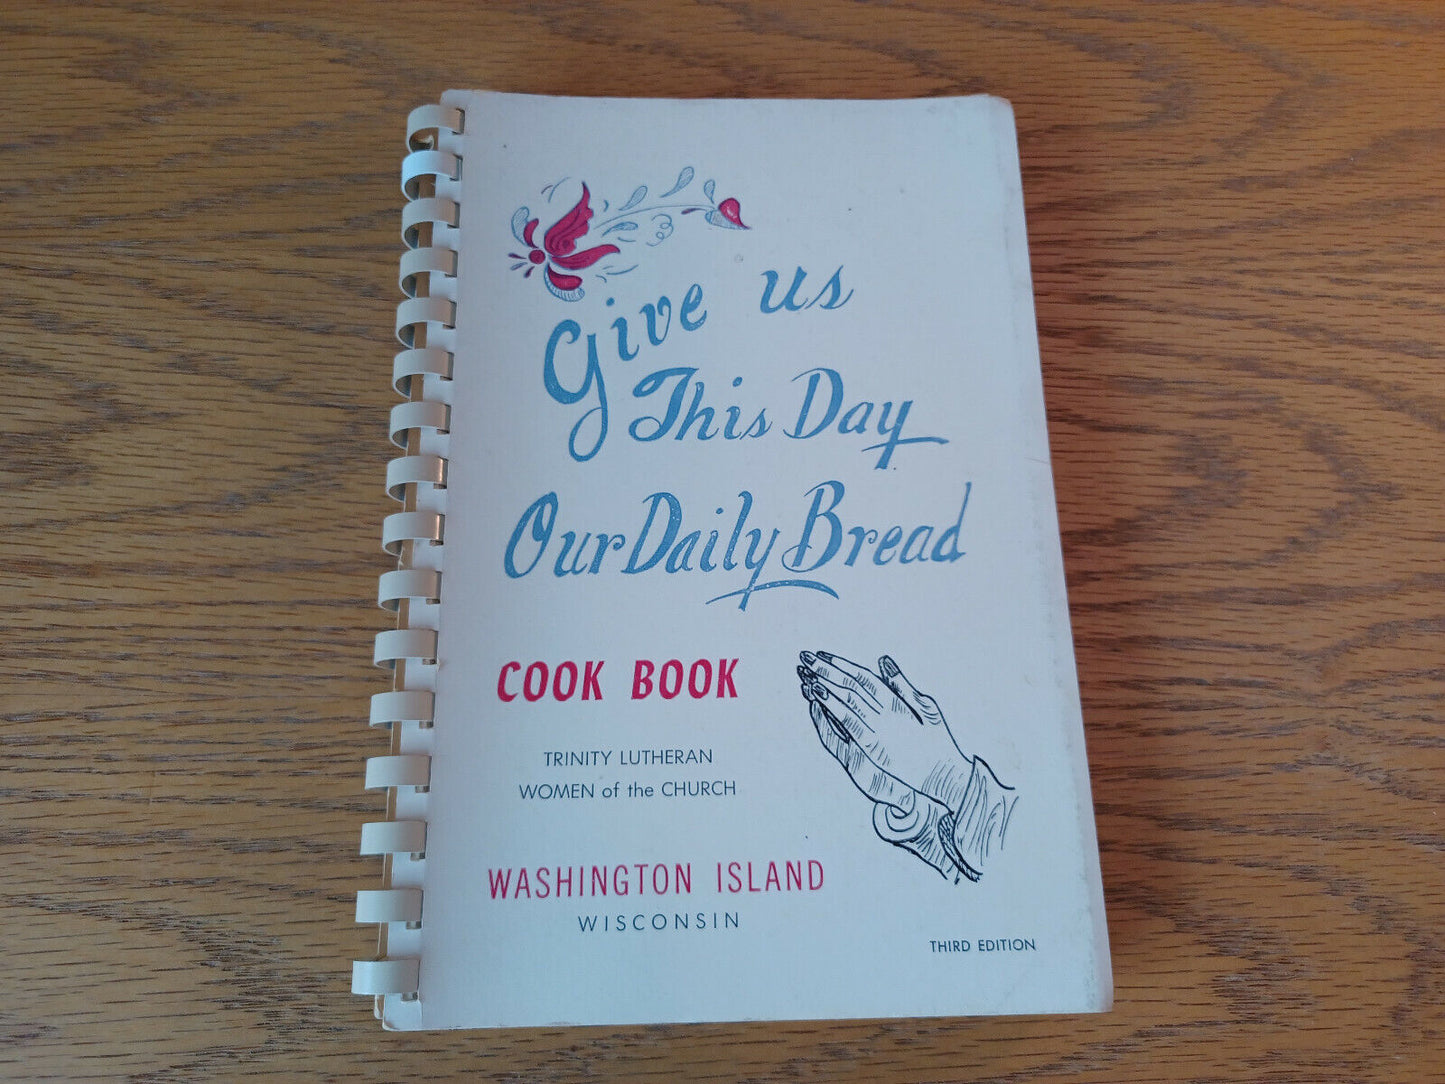 Give us
This Day
Our Daily Bread
COOK BOOK
TRINITY LUTHERAN
WOMEN of the CHURCH
WASHINGTON ISLAND
WISCONSIN
THIRD EDITION